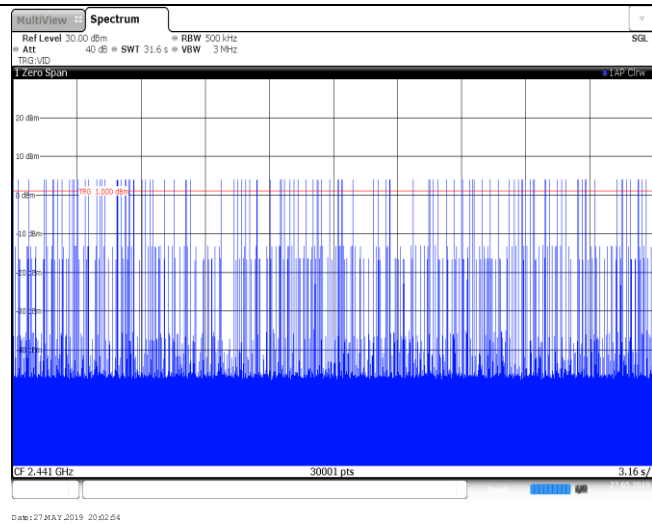 MultiView Spectrum
Ref Level 30.00 dBm RBW 500 kHz SGL
Att 40 dB SWT 31.6 s VBW 3 MHz
TRG:VID
1 Zero Span 1AP Clrw
20 dBm
10 dBm
TRG 1.000 dBm
0 dBm
-10 dBm
-20 dBm
-30 dBm
-40 dBm
CF 2.441 GHz 30001 pts 3.16 s/
27.05.2019
Date: 27.MAY.2019 20:02:54